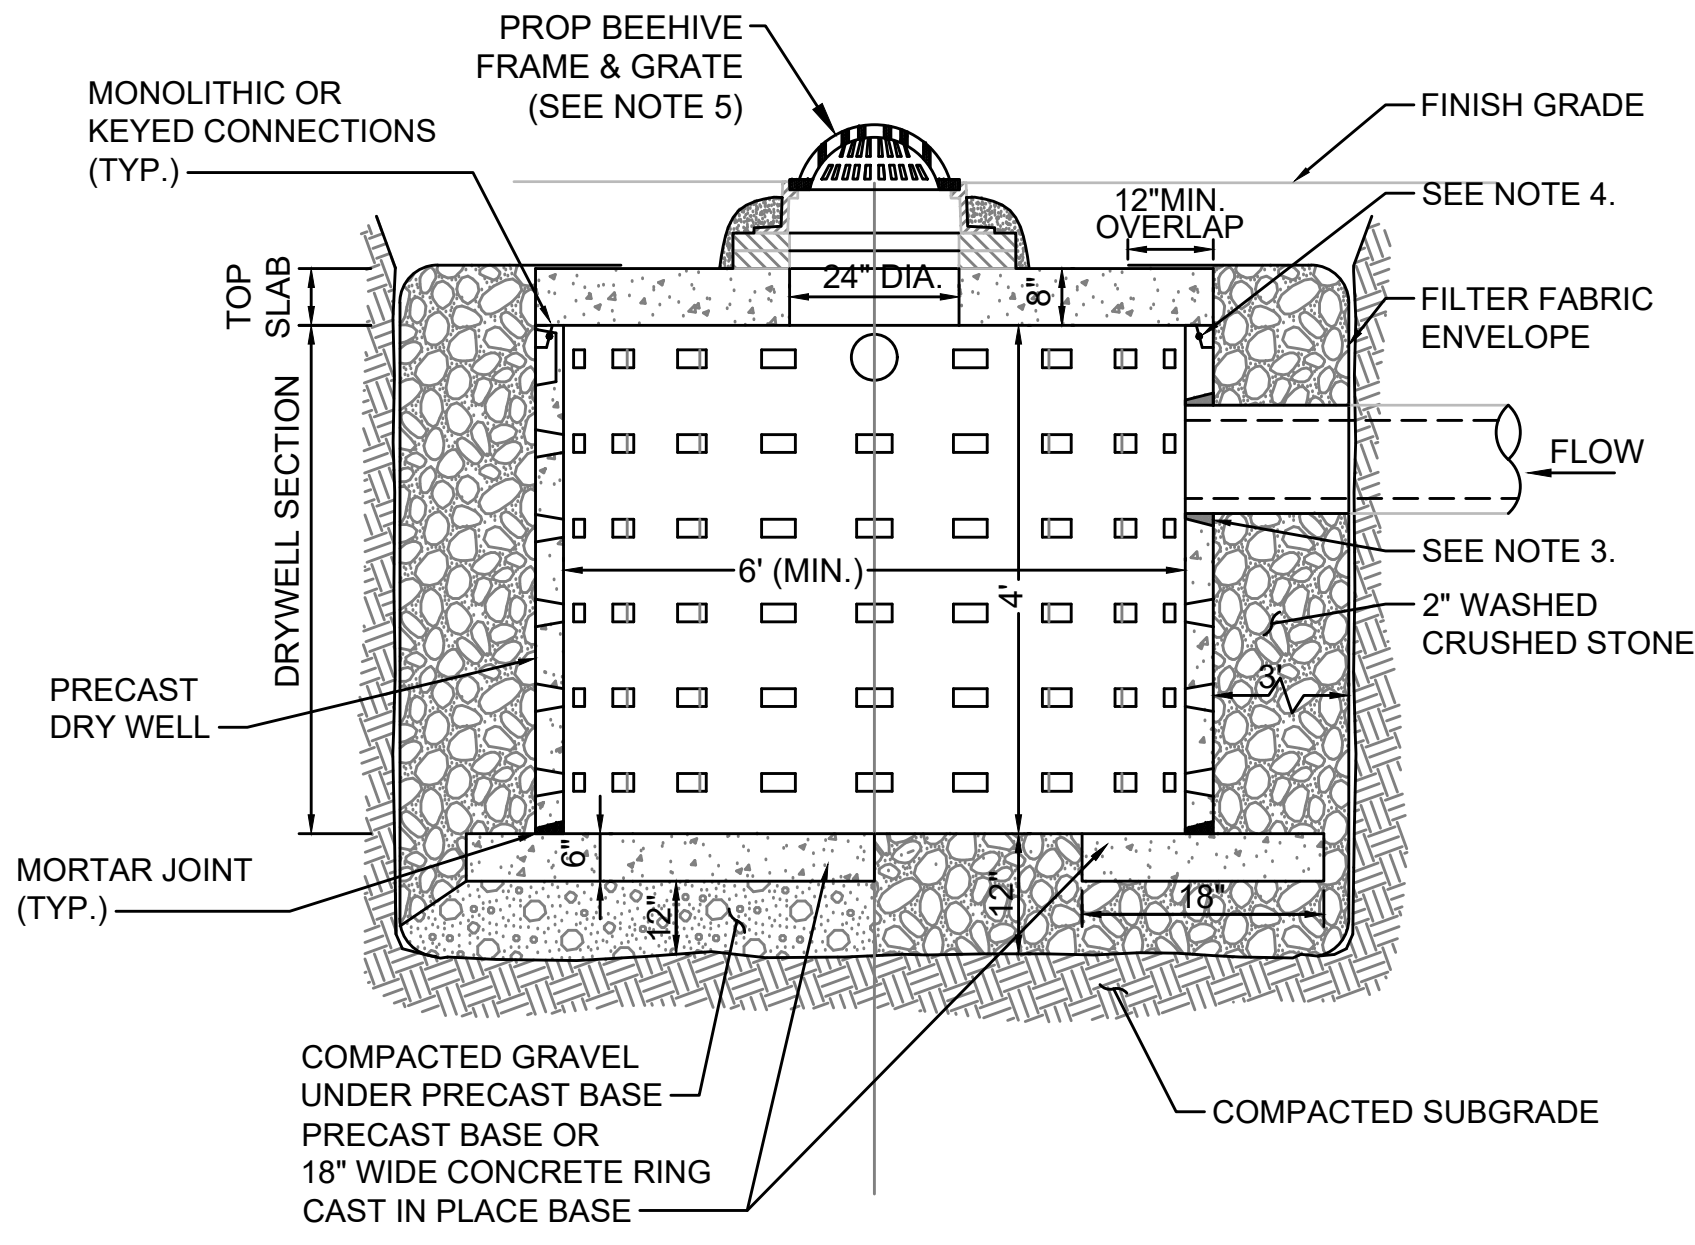 PROP BEEHIVE
FRAME & GRATE
(SEE NOTE 5)
MONOLITHIC OR
KEYED CONNECTIONS
(TYP.)
FINISH GRADE
SEE NOTE 4.
12"MIN.
OVERLAP
TOP
SLAB
24" DIA.
8"
FILTER FABRIC
ENVELOPE
FLOW
DRYWELL SECTION
6' (MIN.)
4'
SEE NOTE 3.
2" WASHED
CRUSHED STONE
3'
PRECAST
DRY WELL
MORTAR JOINT
(TYP.)
6"
12"
12"
18"
COMPACTED GRAVEL
UNDER PRECAST BASE
PRECAST BASE OR
18" WIDE CONCRETE RING
CAST IN PLACE BASE
COMPACTED SUBGRADE